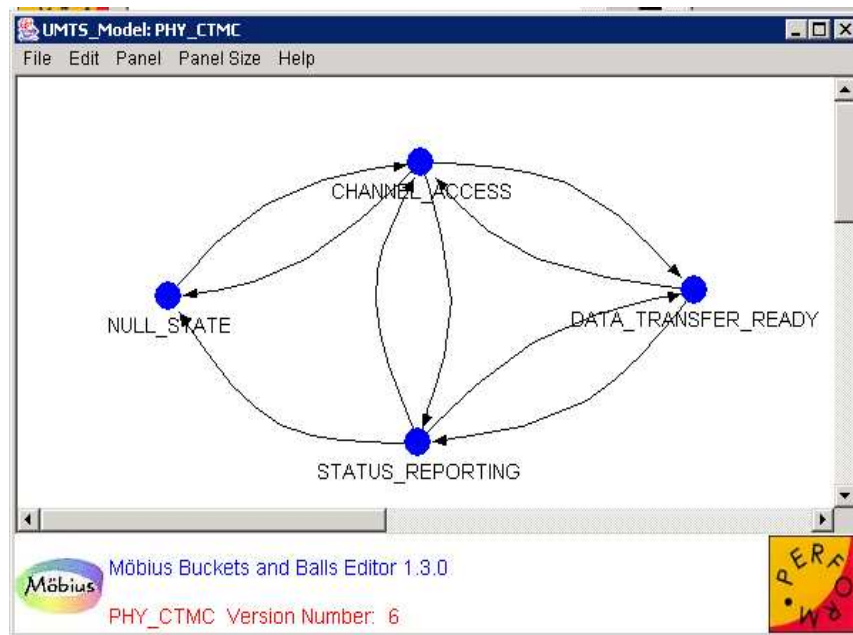 UMTS_Model: PHY_CTMC
File Edit Panel Panel Size Help
CHANNEL_ACCESS
NULL_STATE
DATA_TRANSFER_READY
STATUS_REPORTING
Möbius
Möbius Buckets and Balls Editor 1.3.0
PHY_CTMC Version Number: 6
PERFORM